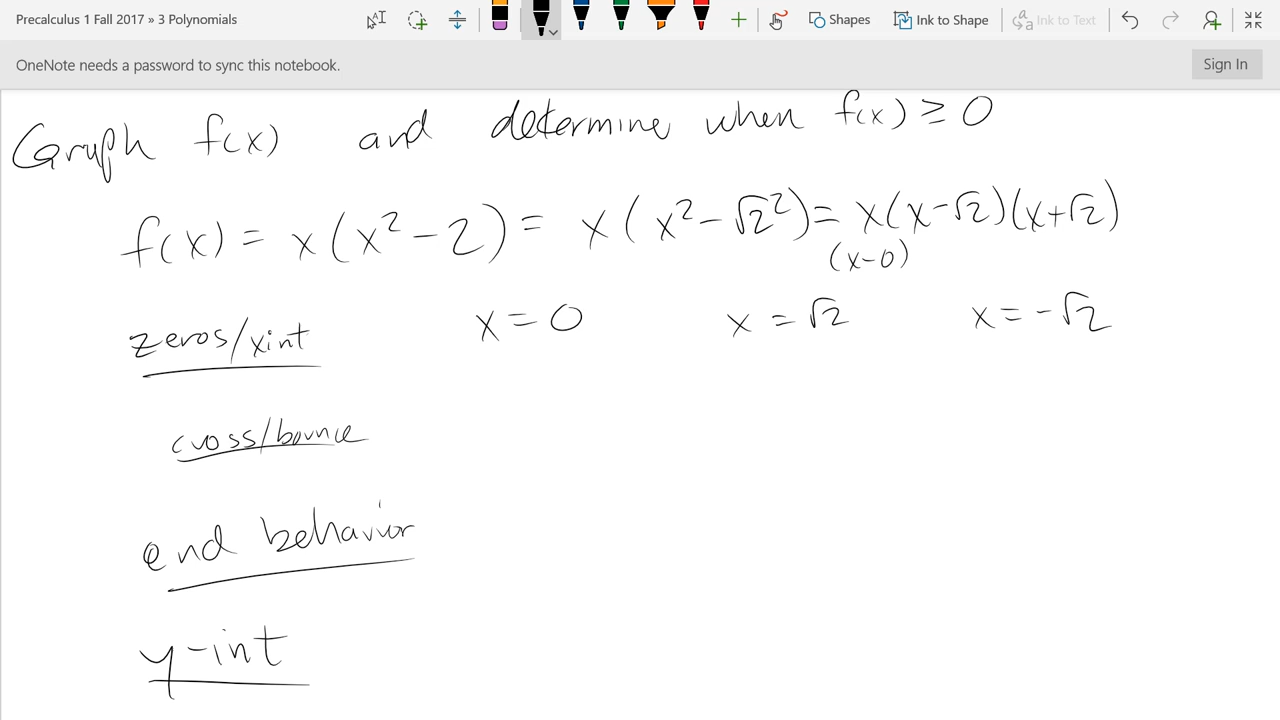 Precalculus 1 Fall 2017 » 3 Polynomials
Shapes
Ink to Shape
Ink to Text
OneNote needs a password to sync this notebook.
Sign In
Graph f(x) and determine when f(x) ≥ 0
f(x) = x(x² - 2) = x(x² - √2²) = x(x-√2)(x+√2)
(x-0)
zeros/xint x = 0 x = √2 x = -√2
cross/bounce
end behavior
y-int